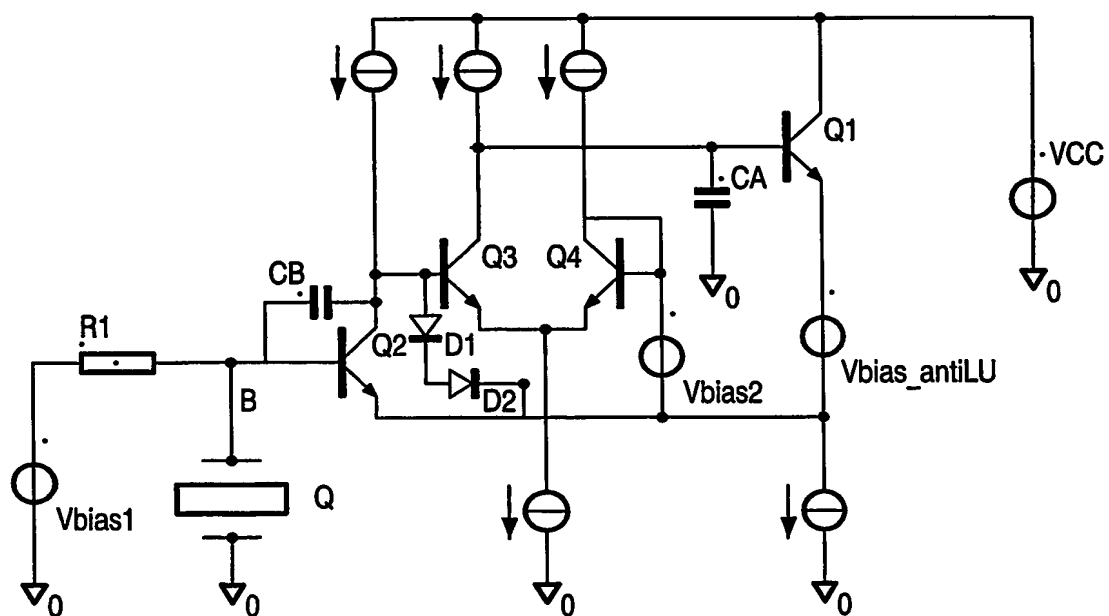 Q1
VCC
CA
Q3
Q4
CB
0
0
R1
Q2
D1
Vbias2
Vbias_antiLU
B
D2
Vbias1
Q
0
0
0
0